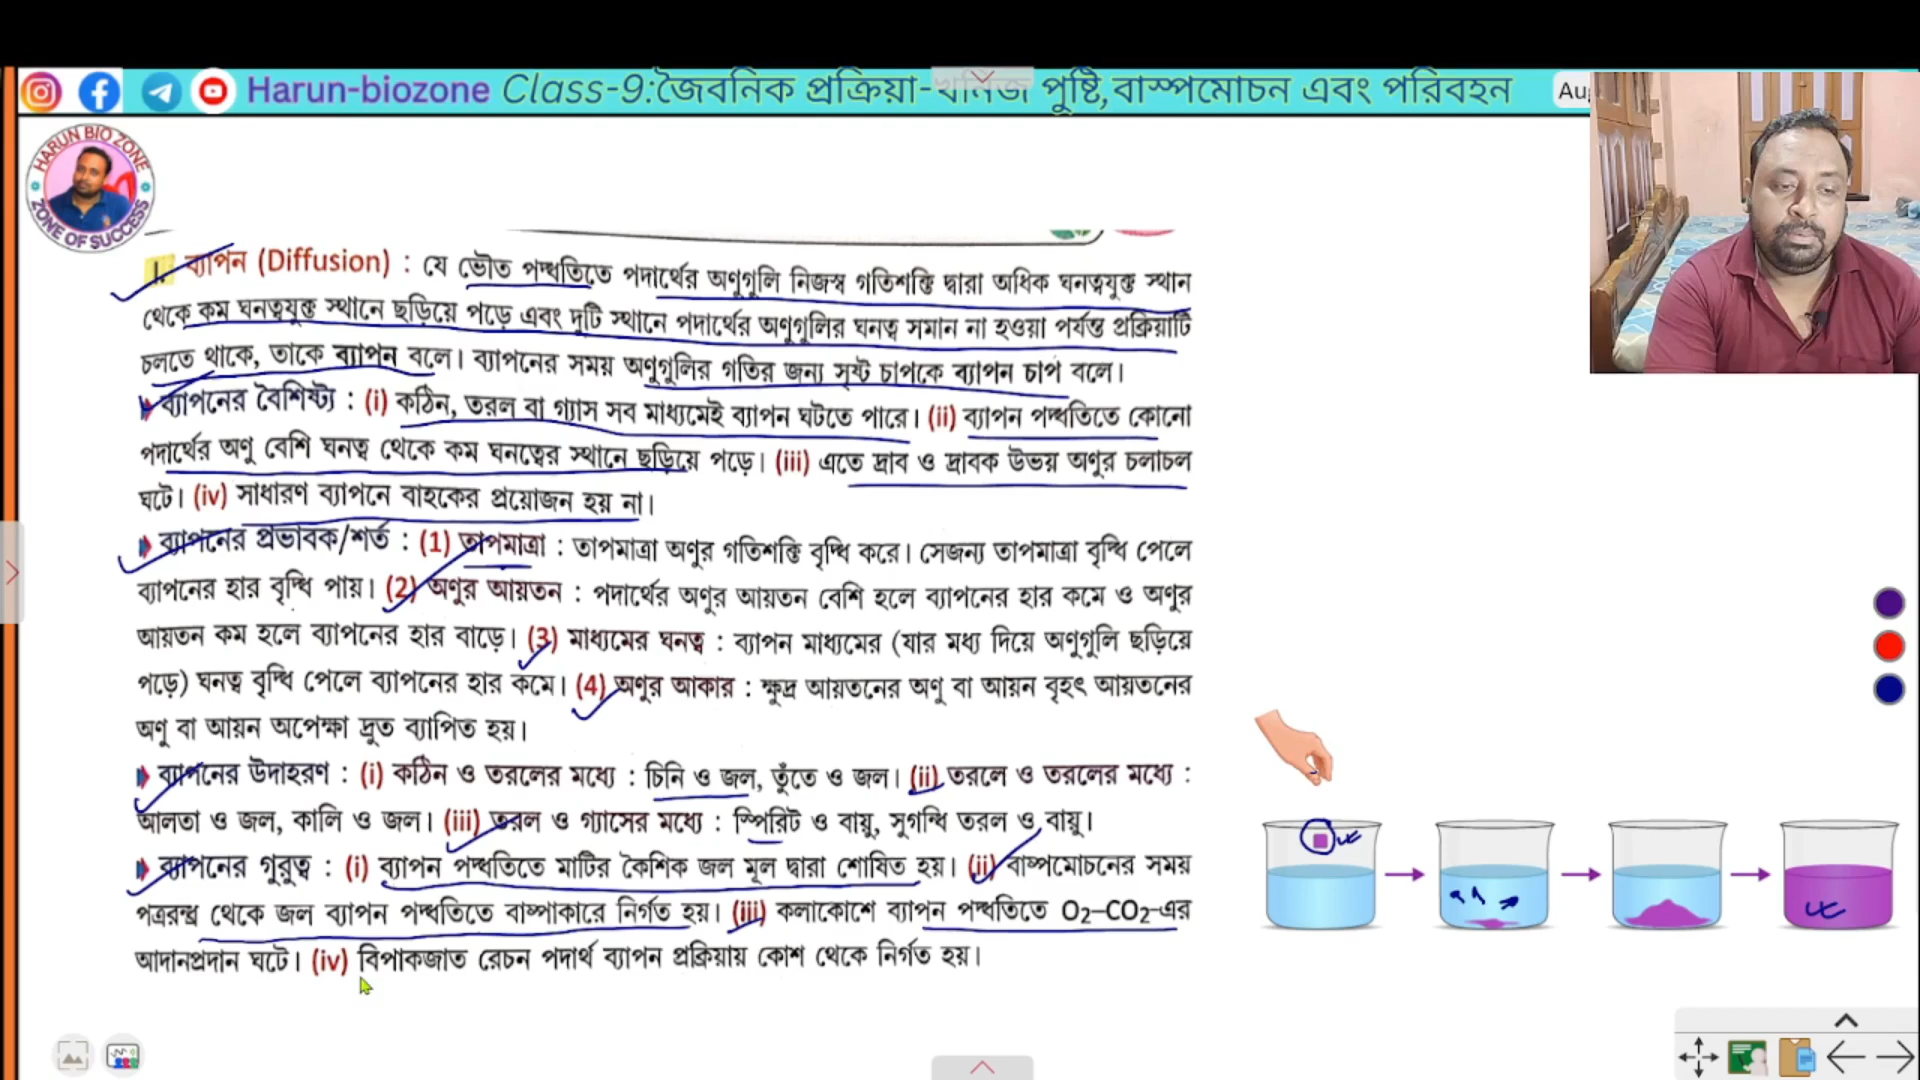 Harun-biozone Class-9:জৈবনিক প্রক্রিয়া-খনিজ পুষ্টি,বাস্পমোচন এবং পরিবহন
Aug
HARUN BIO ZONE
ZONE OF SUCCESS
I. ব্যাপন (Diffusion) : যে ভৌত পদ্ধতিতে পদার্থের অণুগুলি নিজস্ব গতিশক্তি দ্বারা অধিক ঘনত্বযুক্ত স্থান
থেকে কম ঘনত্বযুক্ত স্থানে ছড়িয়ে পড়ে এবং দুটি স্থানে পদার্থের অণুগুলির ঘনত্ব সমান না হওয়া পর্যন্ত প্রক্রিয়াটি
চলতে থাকে, তাকে ব্যাপন বলে। ব্যাপনের সময় অণুগুলির গতির জন্য সৃষ্ট চাপকে ব্যাপন চাপ বলে।
ব্যাপনের বৈশিষ্ট্য : (i) কঠিন, তরল বা গ্যাস সব মাধ্যমেই ব্যাপন ঘটতে পারে। (ii) ব্যাপন পদ্ধতিতে কোনো
পদার্থের অণু বেশি ঘনত্ব থেকে কম ঘনত্বের স্থানে ছড়িয়ে পড়ে। (iii) এতে দ্রাব ও দ্রাবক উভয় অণুর চলাচল
ঘটে। (iv) সাধারণ ব্যাপনে বাহকের প্রয়োজন হয় না।
ব্যাপনের প্রভাবক/শর্ত : (1) তাপমাত্রা : তাপমাত্রা অণুর গতিশক্তি বৃদ্ধি করে। সেজন্য তাপমাত্রা বৃদ্ধি পেলে
ব্যাপনের হার বৃদ্ধি পায়। (2) অণুর আয়তন : পদার্থের অণুর আয়তন বেশি হলে ব্যাপনের হার কমে ও অণুর
আয়তন কম হলে ব্যাপনের হার বাড়ে। (3) মাধ্যমের ঘনত্ব : ব্যাপন মাধ্যমের (যার মধ্য দিয়ে অণুগুলি ছড়িয়ে
পড়ে) ঘনত্ব বৃদ্ধি পেলে ব্যাপনের হার কমে। (4) অণুর আকার : ক্ষুদ্র আয়তনের অণু বা আয়ন বৃহৎ আয়তনের
অণু বা আয়ন অপেক্ষা দ্রুত ব্যাপিত হয়।
ব্যাপনের উদাহরণ : (i) কঠিন ও তরলের মধ্যে : চিনি ও জল, তুঁতে ও জল। (ii) তরলে ও তরলের মধ্যে :
আলতা ও জল, কালি ও জল। (iii) তরল ও গ্যাসের মধ্যে : স্পিরিট ও বায়ু, সুগন্ধি তরল ও বায়ু।
ব্যাপনের গুরুত্ব : (i) ব্যাপন পদ্ধতিতে মাটির কৈশিক জল মূল দ্বারা শোষিত হয়। (ii) বাষ্পমোচনের সময়
পত্ররন্ধ্র থেকে জল ব্যাপন পদ্ধতিতে বাষ্পাকারে নির্গত হয়। (iii) কলাকোশে ব্যাপন পদ্ধতিতে O₂–CO₂-এর
আদানপ্রদান ঘটে। (iv) বিপাকজাত রেচন পদার্থ ব্যাপন প্রক্রিয়ায় কোশ থেকে নির্গত হয়।